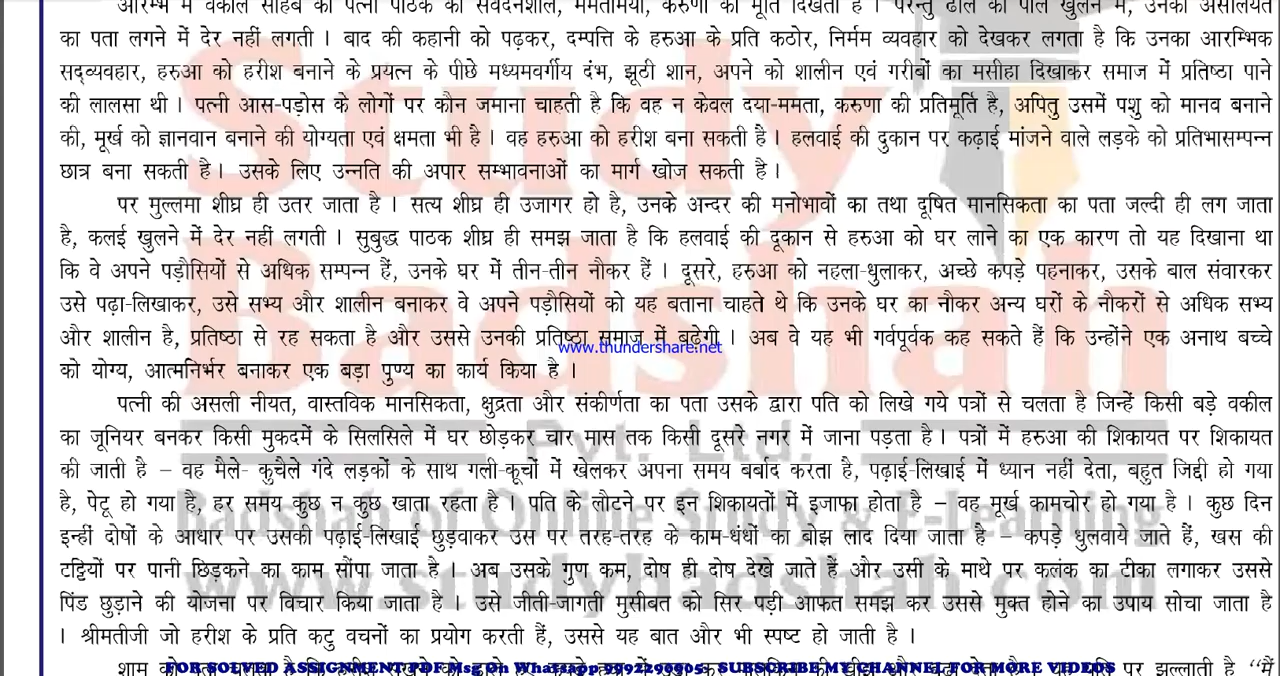 आरम्भ में वकील साहब की पत्नी पाठक को संवेदनशील, ममतामयी, करुणा की मूर्ति दिखती है । परन्तु ढोल की पोल खुलने में, उनकी असलियत
का पता लगने में देर नहीं लगती । बाद की कहानी को पढ़कर, दम्पत्ति के हरुआ के प्रति कठोर, निर्मम व्यवहार को देखकर लगता है कि उनका आरम्भिक
सद्व्यवहार, हरुआ को हरीश बनाने के प्रयत्न के पीछे मध्यमवर्गीय दंभ, झूटी शान, अपने को शालीन एवं गरीबों का मसीहा दिखाकर समाज में प्रतिष्ठा पाने
की लालसा थी । पत्नी आस-पड़ोस के लोगों पर कौन जमाना चाहती है कि वह न केवल दया-ममता, करुणा की प्रतिमूर्ति है, अपितु उसमें पशु को मानव बनाने
की, मूर्ख को ज्ञानवान बनाने की योग्यता एवं क्षमता भी है । वह हरुआ को हरीश बना सकती है । हलवाई की दुकान पर कढ़ाई मांजने वाले लड़के को प्रतिभासम्पन्न
छात्र बना सकती है । उसके लिए उन्नति की अपार सम्भावनाओं का मार्ग खोज सकती है ।
पर मुल्लमा शीघ्र ही उतर जाता है । सत्य शीघ्र ही उजागर हो है, उनके अन्दर की मनोभावों का तथा दूषित मानसिकता का पता जल्दी ही लग जाता
है, कलई खुलने में देर नहीं लगती । सुबुद्ध पाठक शीघ्र ही समझ जाता है कि हलवाई की दूकान से हरुआ को घर लाने का एक कारण तो यह दिखाना था
कि वे अपने पड़ौसियों से अधिक सम्पन्न हैं, उनके घर में तीन-तीन नौकर हैं । दूसरे, हरुआ को नहला-धुलाकर, अच्छे कपड़े पहनाकर, उसके बाल संवारकर
उसे पढ़ा-लिखाकर, उसे सभ्य और शालीन बनाकर वे अपने पड़ौसियों को यह बताना चाहते थे कि उनके घर का नौकर अन्य घरों के नौकरों से अधिक सभ्य
और शालीन है, प्रतिष्ठा से रह सकता है और उससे उनकी प्रतिष्ठा समाज में बढ़ेगी । अब वे यह भी गर्वपूर्वक कह सकते हैं कि उन्होंने एक अनाथ बच्चे
www.thundershare.net
को योग्य, आत्मनिर्भर बनाकर एक बड़ा पुण्य का कार्य किया है ।
पत्नी की असली नीयत, वास्तविक मानसिकता, क्षुद्रता और संकीर्णता का पता उसके द्वारा पति को लिखे गये पत्रों से चलता है जिन्हें किसी बड़े वकील
का जूनियर बनकर किसी मुकदमें के सिलसिले में घर छोड़कर चार मास तक किसी दूसरे नगर में जाना पड़ता है । पत्रों में हरुआ की शिकायत पर शिकायत
की जाती है – वह मैले- कुचैले गंदे लड़कों के साथ गली-कूचों में खेलकर अपना समय बर्बाद करता है, पढ़ाई-लिखाई में ध्यान नहीं देता, बहुत जिद्दी हो गया
है, पेटू हो गया है, हर समय कुछ न कुछ खाता रहता है । पति के लौटने पर इन शिकायतों में इजाफा होता है – वह मूर्ख कामचोर हो गया है । कुछ दिन
इन्हीं दोषों के आधार पर उसकी पढ़ाई-लिखाई छुड़वाकर उस पर तरह-तरह के काम-धंधों का बोझ लाद दिया जाता है – कपड़े धुलवाये जाते हैं, खस की
टट्टियों पर पानी छिड़कने का काम सौंपा जाता है । अब उसके गुण कम, दोष ही दोष देखे जाते हैं और उसी के माथे पर कलंक का टीका लगाकर उससे
पिंड छुड़ाने की योजना पर विचार किया जाता है । उसे जीती-जागती मुसीबत को सिर पड़ी आफत समझ कर उससे मुक्त होने का उपाय सोचा जाता है
। श्रीमतीजी जो हरीश के प्रति कटु वचनों का प्रयोग करती हैं, उससे यह बात और भी स्पष्ट हो जाती है ।
शाम को पर झल्लाती है "मैं
FOR SOLVED ASSIGNMENT PDF Msg On Whatsapp 9992290905. SUBSCRIBE MY CHANNEL FOR MORE VIDEOS
Study
Badshah
Pvt. Ltd.
Badshah of Online Study & E-Learning
www.studybadshah.com